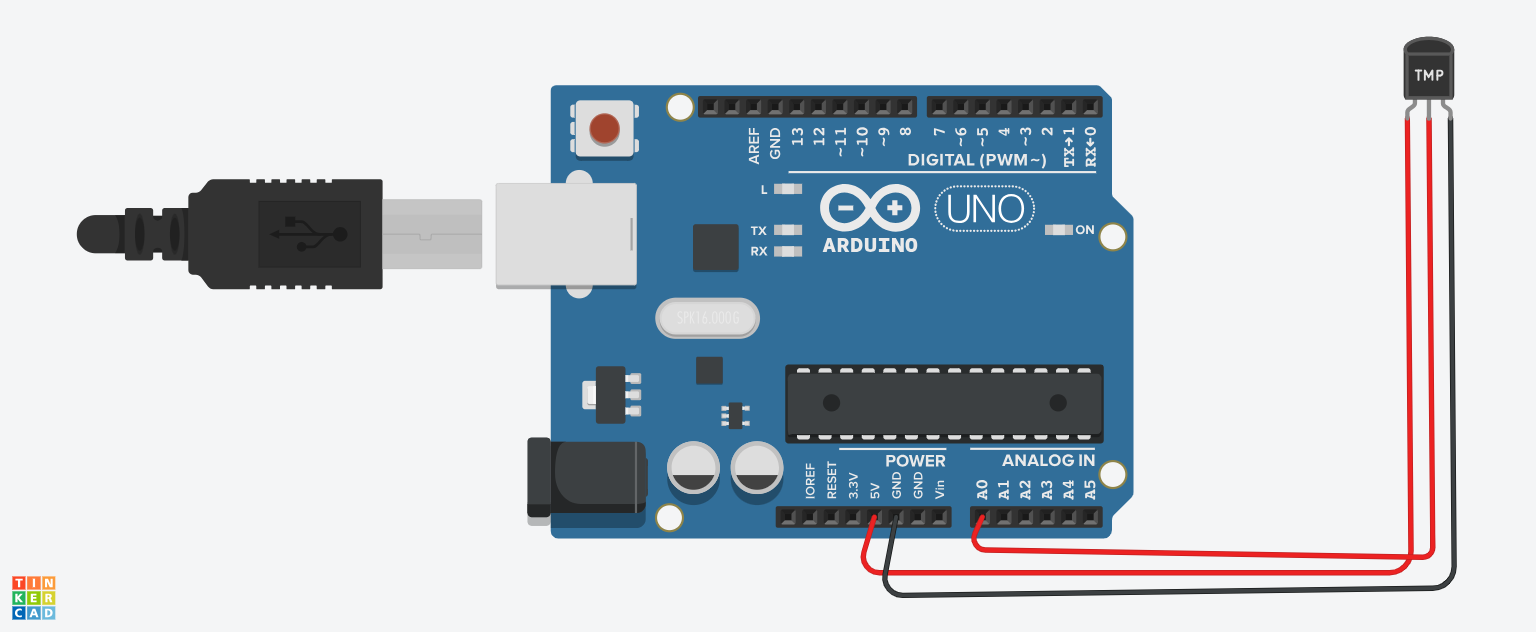 TMP
AREF
GND
13
12
~11
~10
~9
8
7
~6
~5
4
~3
2
TX→1
RX←0
DIGITAL (PWM~)
L
TX
RX
ARDUINO
UNO
ON
SPK16.000G
POWER
ANALOG IN
IOREF
RESET
3.3V
5V
GND
GND
Vin
A0
A1
A2
A3
A4
A5
TIN
KER
CAD